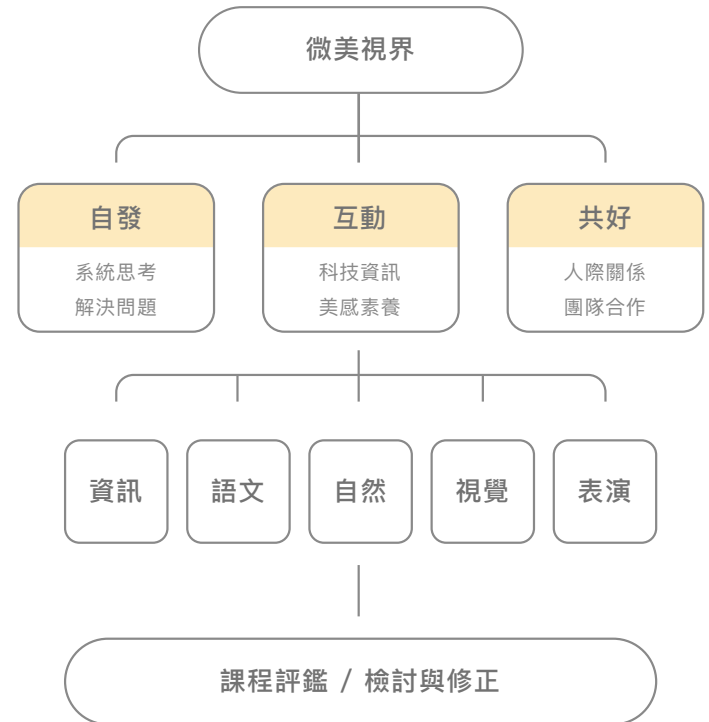 微美視界
自發
系統思考
解決問題
互動
科技資訊
美感素養
共好
人際關係
團隊合作
資訊
語文
自然
視覺
表演
課程評鑑 / 檢討與修正